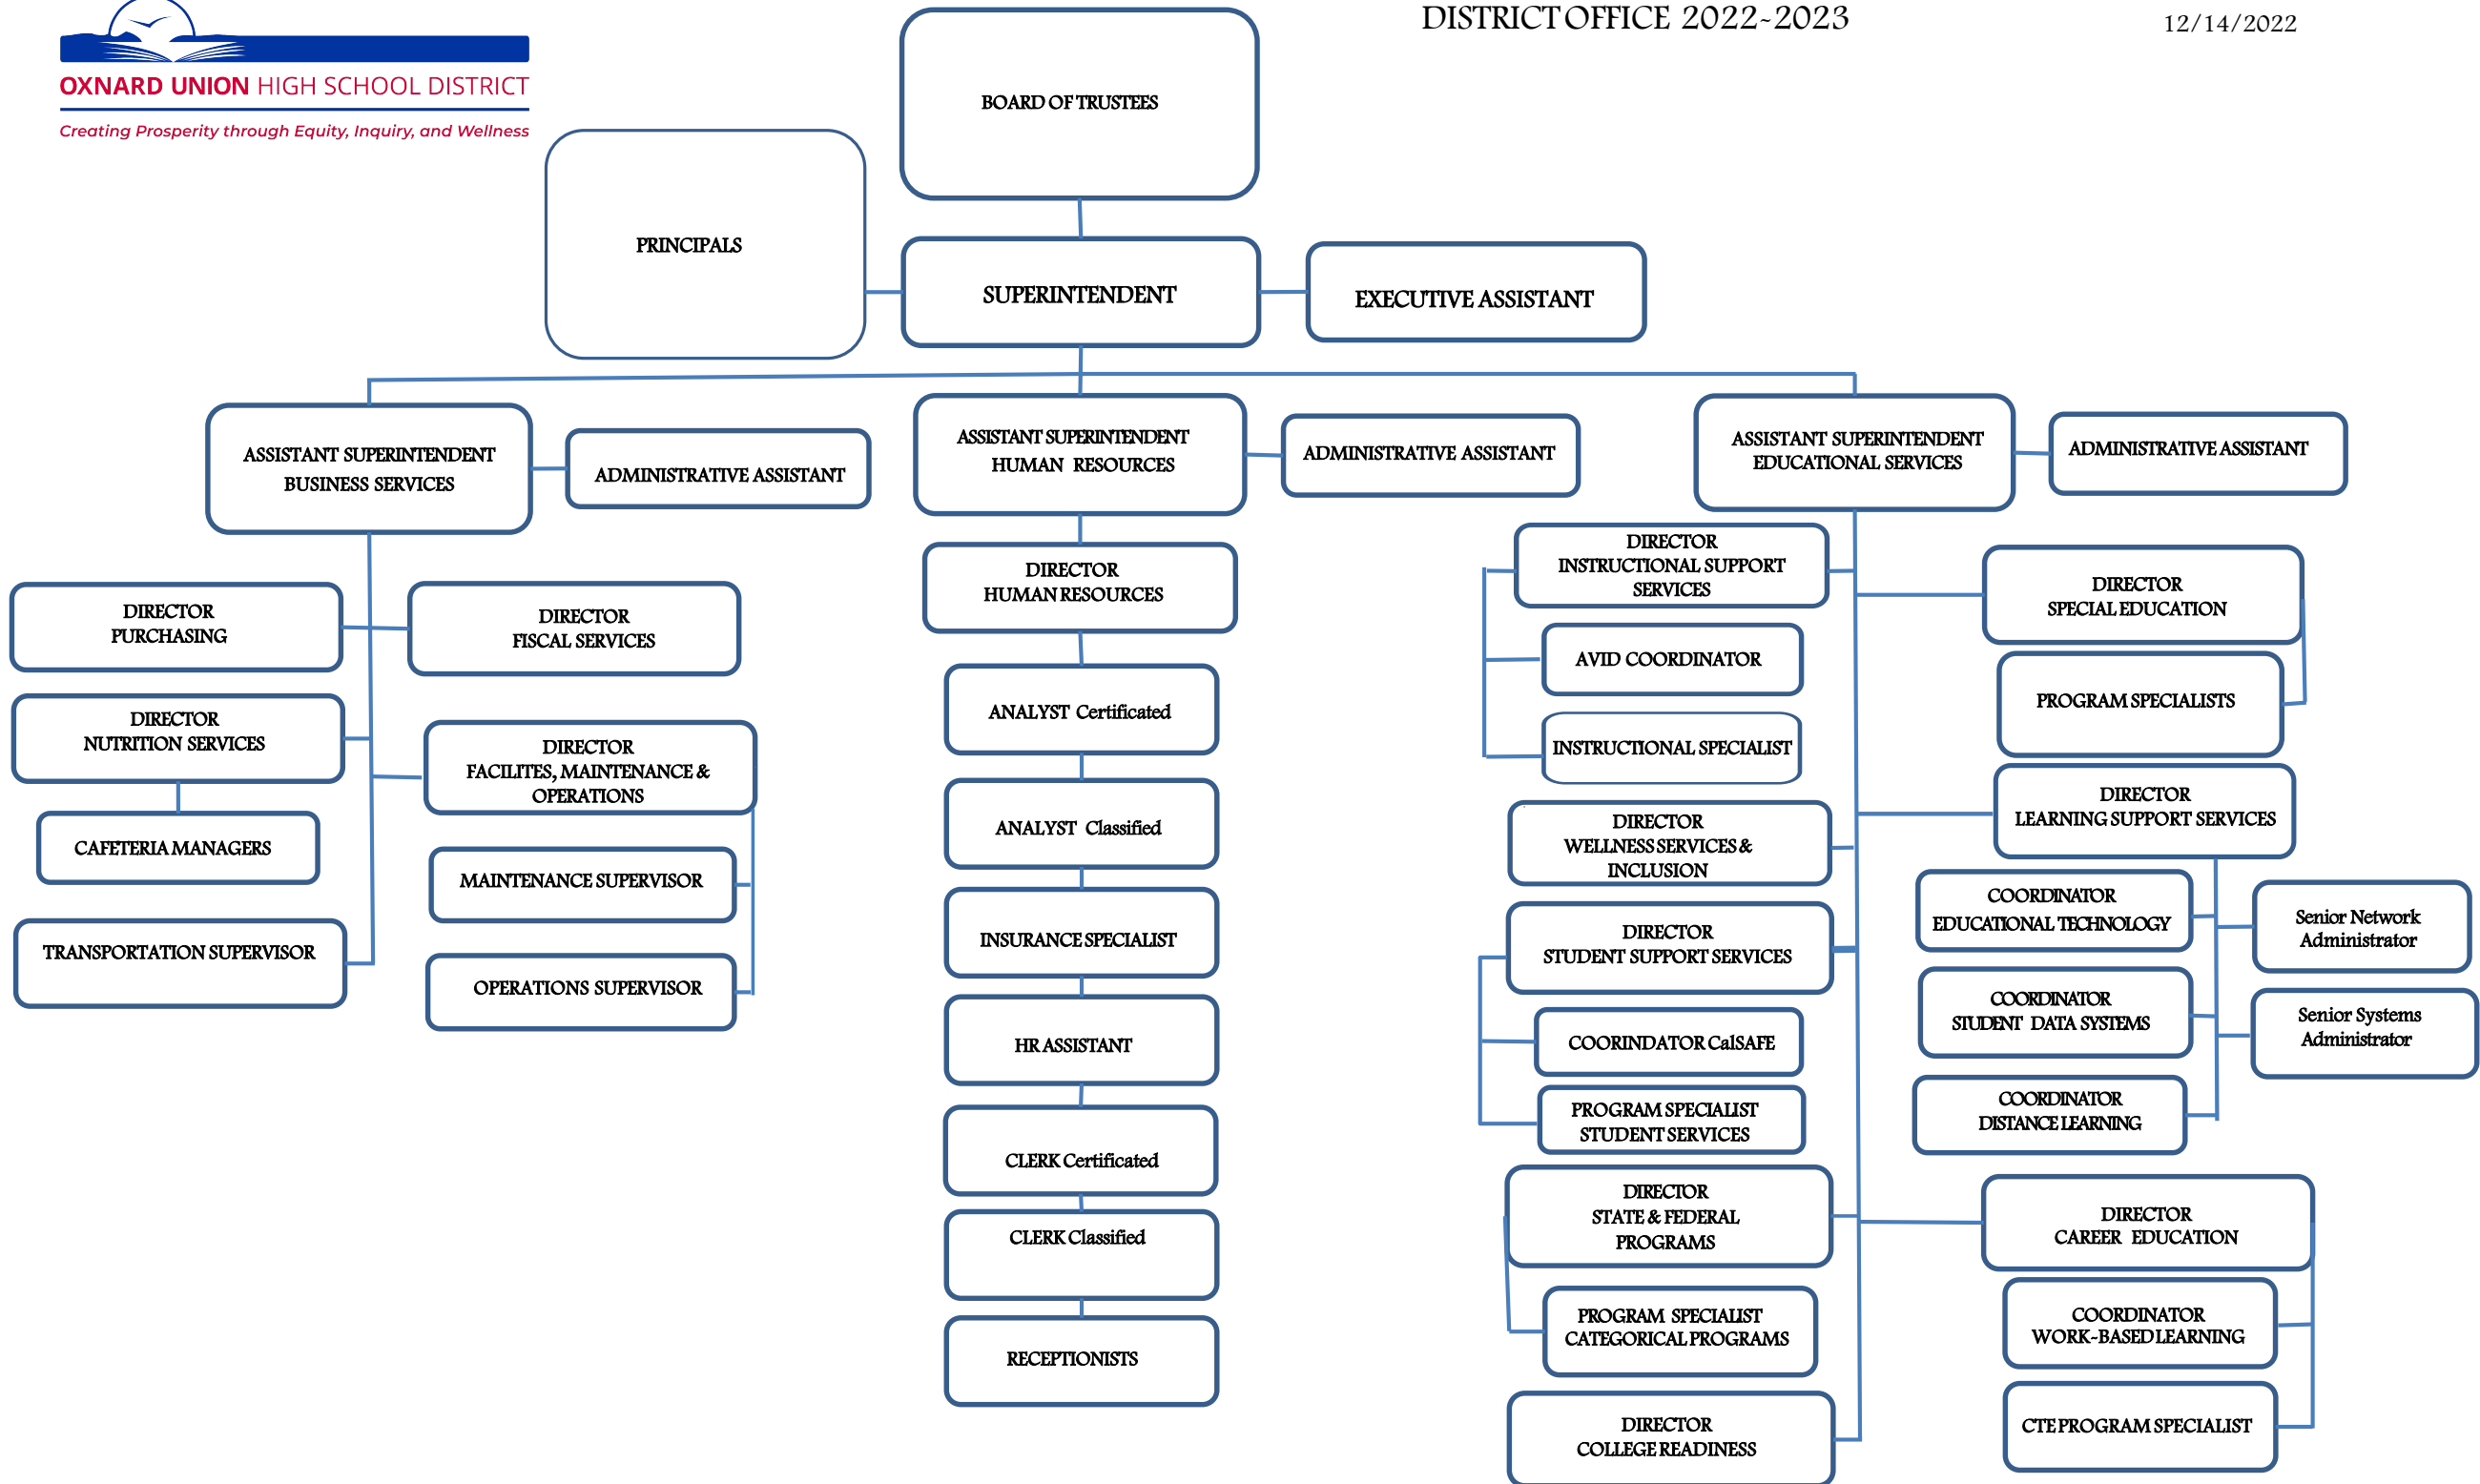 DISTRICT OFFICE 2022-2023
12/14/2022
OXNARD UNION HIGH SCHOOL DISTRICT
Creating Prosperity through Equity, Inquiry, and Wellness
BOARD OF TRUSTEES
PRINCIPALS
SUPERINTENDENT
EXECUTIVE ASSISTANT
ASSISTANT SUPERINTENDENT
BUSINESS SERVICES
ADMINISTRATIVE ASSISTANT
ASSISTANT SUPERINTENDENT
HUMAN RESOURCES
ADMINISTRATIVE ASSISTANT
ASSISTANT SUPERINTENDENT
EDUCATIONAL SERVICES
ADMINISTRATIVE ASSISTANT
DIRECTOR
PURCHASING
DIRECTOR
FISCAL SERVICES
DIRECTOR
NUTRITION SERVICES
DIRECTOR
FACILITES, MAINTENANCE &
OPERATIONS
CAFETERIA MANAGERS
MAINTENANCE SUPERVISOR
TRANSPORTATION SUPERVISOR
OPERATIONS SUPERVISOR
DIRECTOR
HUMAN RESOURCES
ANALYST Certificated
ANALYST Classified
INSURANCE SPECIALIST
HR ASSISTANT
CLERK Certificated
CLERK Classified
RECEPTIONISTS
DIRECTOR
INSTRUCTIONAL SUPPORT
SERVICES
AVID COORDINATOR
INSTRUCTIONAL SPECIALIST
DIRECTOR
WELLNESS SERVICES &
INCLUSION
DIRECTOR
STUDENT SUPPORT SERVICES
COORINDATOR CalSAFE
PROGRAM SPECIALIST
STUDENT SERVICES
DIRECTOR
STATE & FEDERAL
PROGRAMS
PROGRAM SPECIALIST
CATEGORICAL PROGRAMS
DIRECTOR
COLLEGE READINESS
DIRECTOR
SPECIAL EDUCATION
PROGRAM SPECIALISTS
DIRECTOR
LEARNING SUPPORT SERVICES
COORDINATOR
EDUCATIONAL TECHNOLOGY
Senior Network
Administrator
COORDINATOR
STUDENT DATA SYSTEMS
Senior Systems
Administrator
COORDINATOR
DISTANCE LEARNING
DIRECTOR
CAREER EDUCATION
COORDINATOR
WORK-BASED LEARNING
CTE PROGRAM SPECIALIST